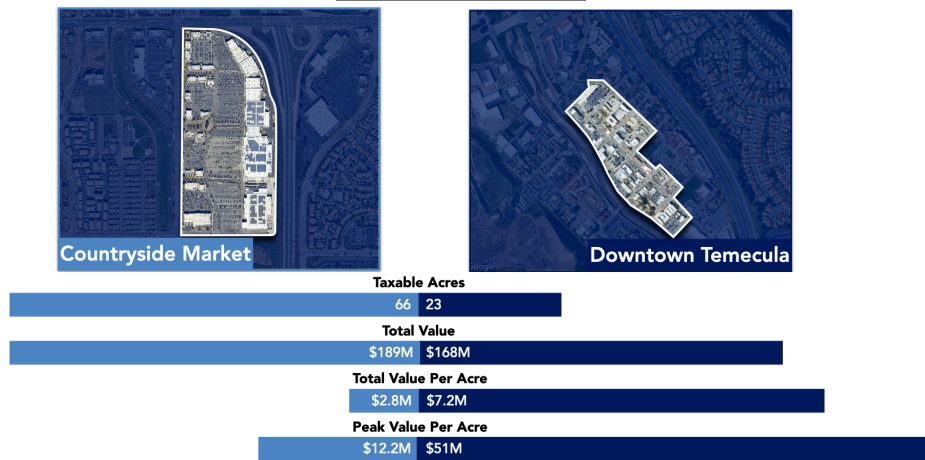 Countryside Market
Google
Downtown Temecula
Taxable Acres
66 23
Total Value
$189M $168M
Total Value Per Acre
$2.8M $7.2M
Peak Value Per Acre
$12.2M $51M